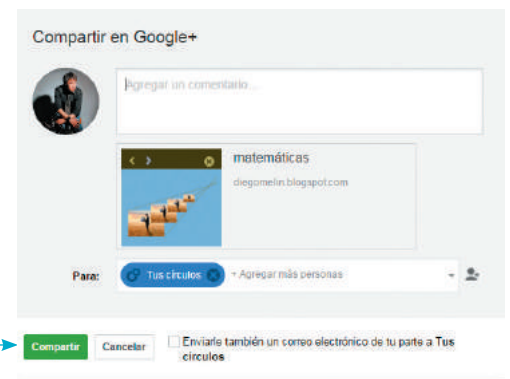 Compartir en Google+
Agregar un comentario...
matemáticas
diegomelin.blogspot.com
Para: Tus círculos + Agregar más personas
Compartir Cancelar Enviarle también un correo electrónico de tu parte a Tus
círculos